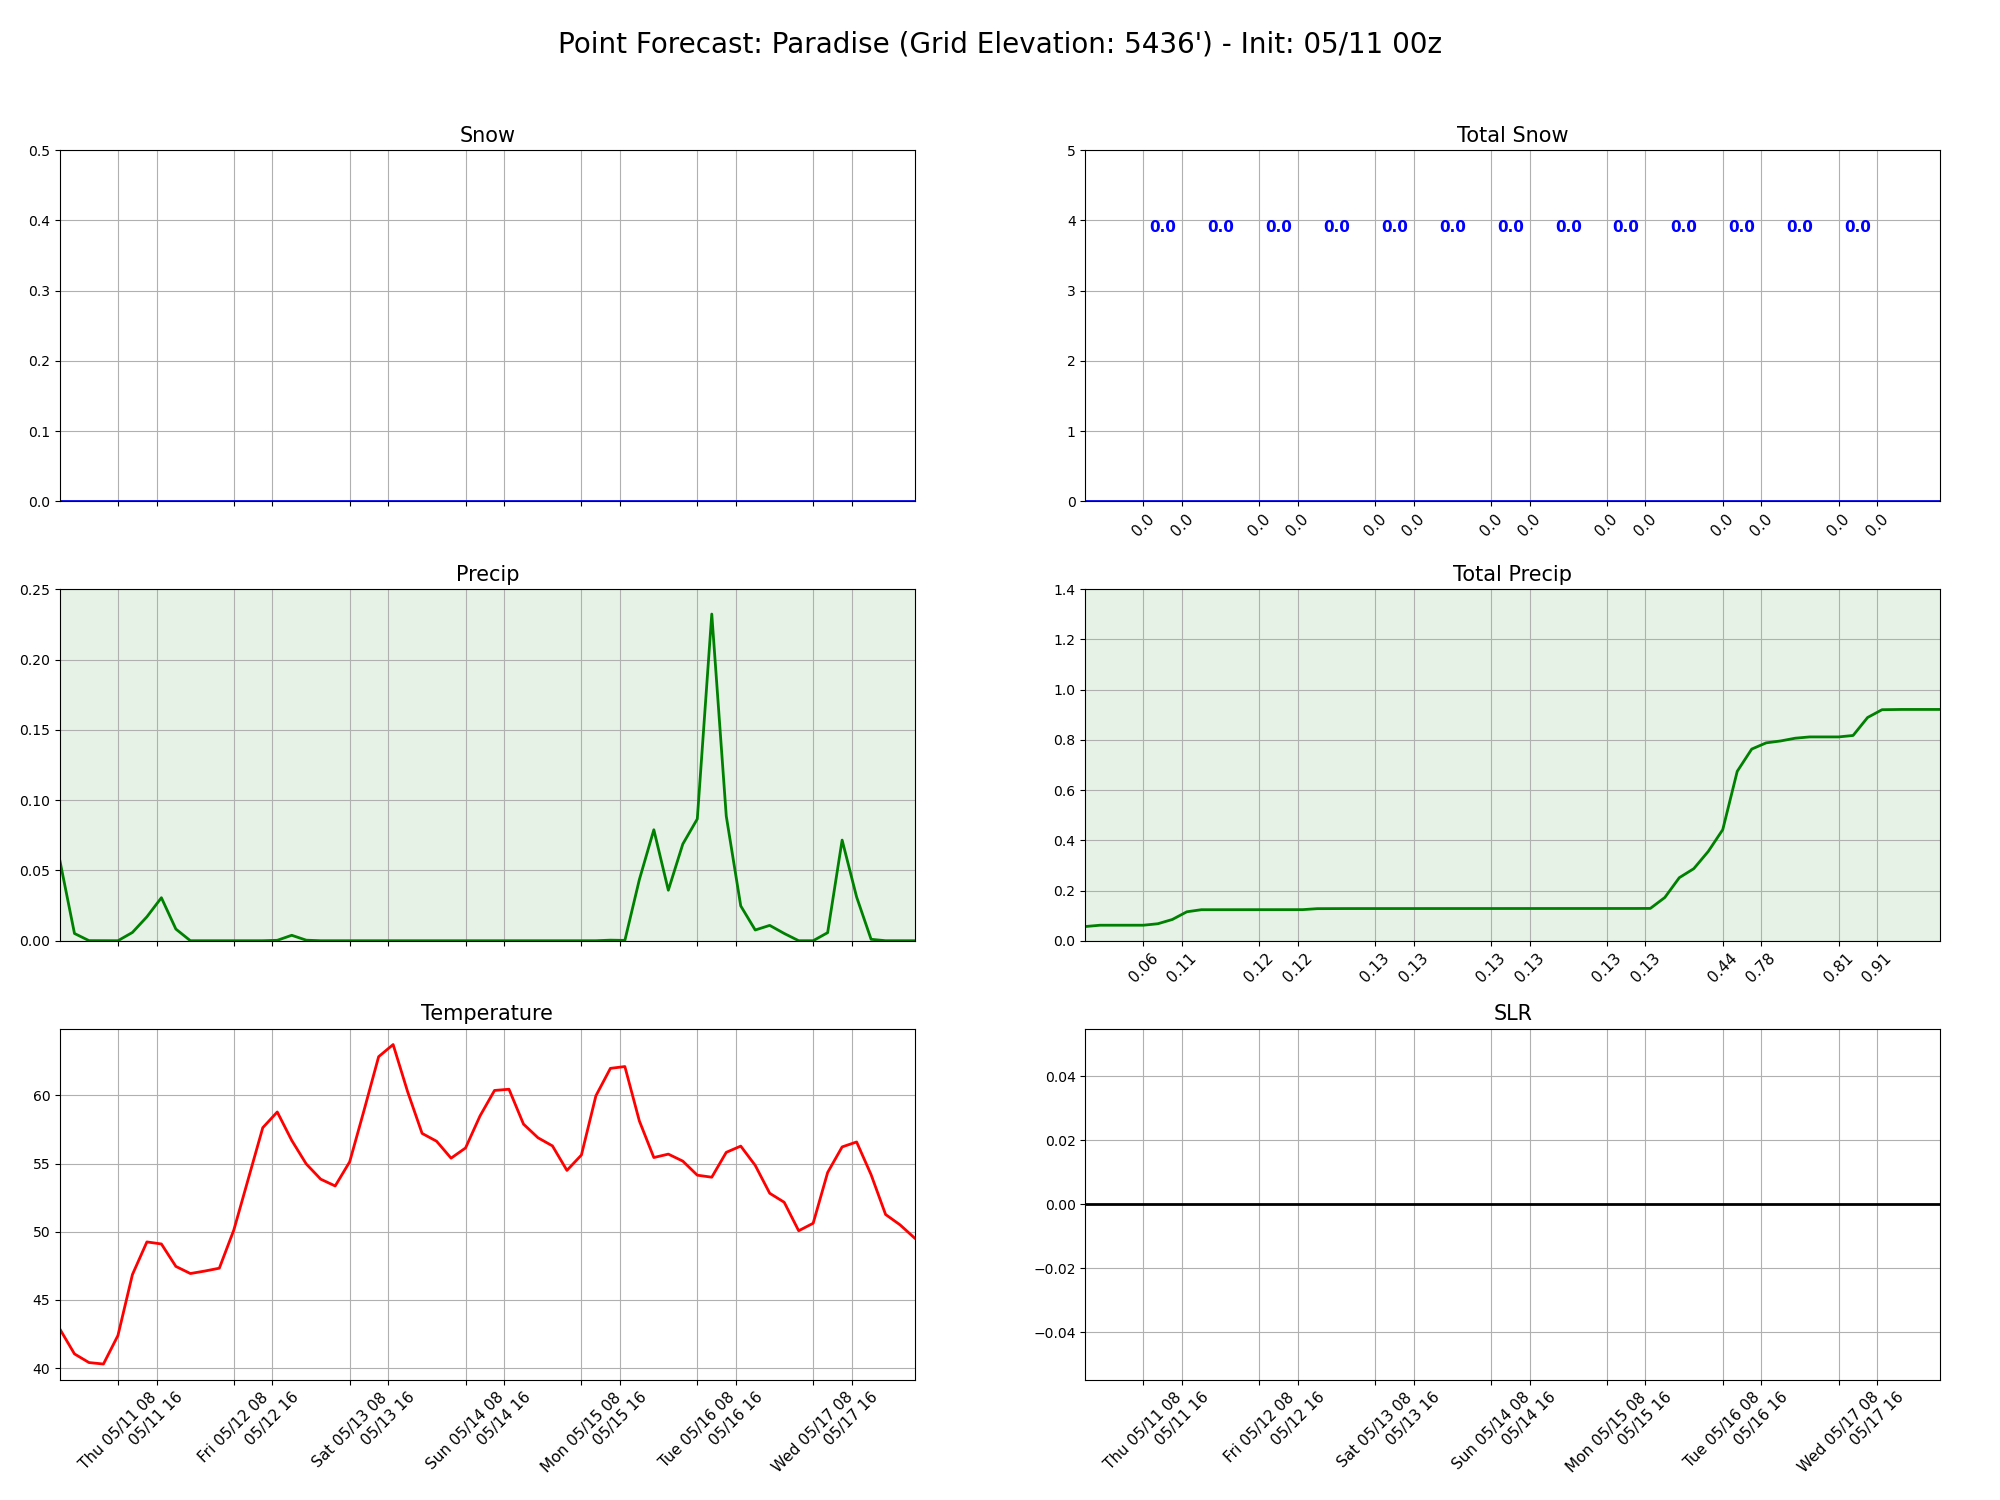 Point Forecast: Paradise (Grid Elevation: 5436') - Init: 05/11 00z
Snow
0.5
0.4
0.3
0.2
0.1
0.0
Total Snow
5
4
3
2
1
0
0.0 0.0 0.0 0.0 0.0 0.0 0.0 0.0 0.0 0.0 0.0 0.0 0.0
0.0 0.0 0.0 0.0 0.0 0.0 0.0 0.0 0.0 0.0 0.0 0.0 0.0 0.0
Precip
0.25
0.20
0.15
0.10
0.05
0.00
Total Precip
1.4
1.2
1.0
0.8
0.6
0.4
0.2
0.0
0.06 0.11 0.12 0.12 0.13 0.13 0.13 0.13 0.13 0.13 0.44 0.78 0.81 0.91
Temperature
60
55
50
45
40
Thu 05/11 08
05/11 16
Fri 05/12 08
05/12 16
Sat 05/13 08
05/13 16
Sun 05/14 08
05/14 16
Mon 05/15 08
05/15 16
Tue 05/16 08
05/16 16
Wed 05/17 08
05/17 16
SLR
0.04
0.02
0.00
−0.02
−0.04
Thu 05/11 08
05/11 16
Fri 05/12 08
05/12 16
Sat 05/13 08
05/13 16
Sun 05/14 08
05/14 16
Mon 05/15 08
05/15 16
Tue 05/16 08
05/16 16
Wed 05/17 08
05/17 16